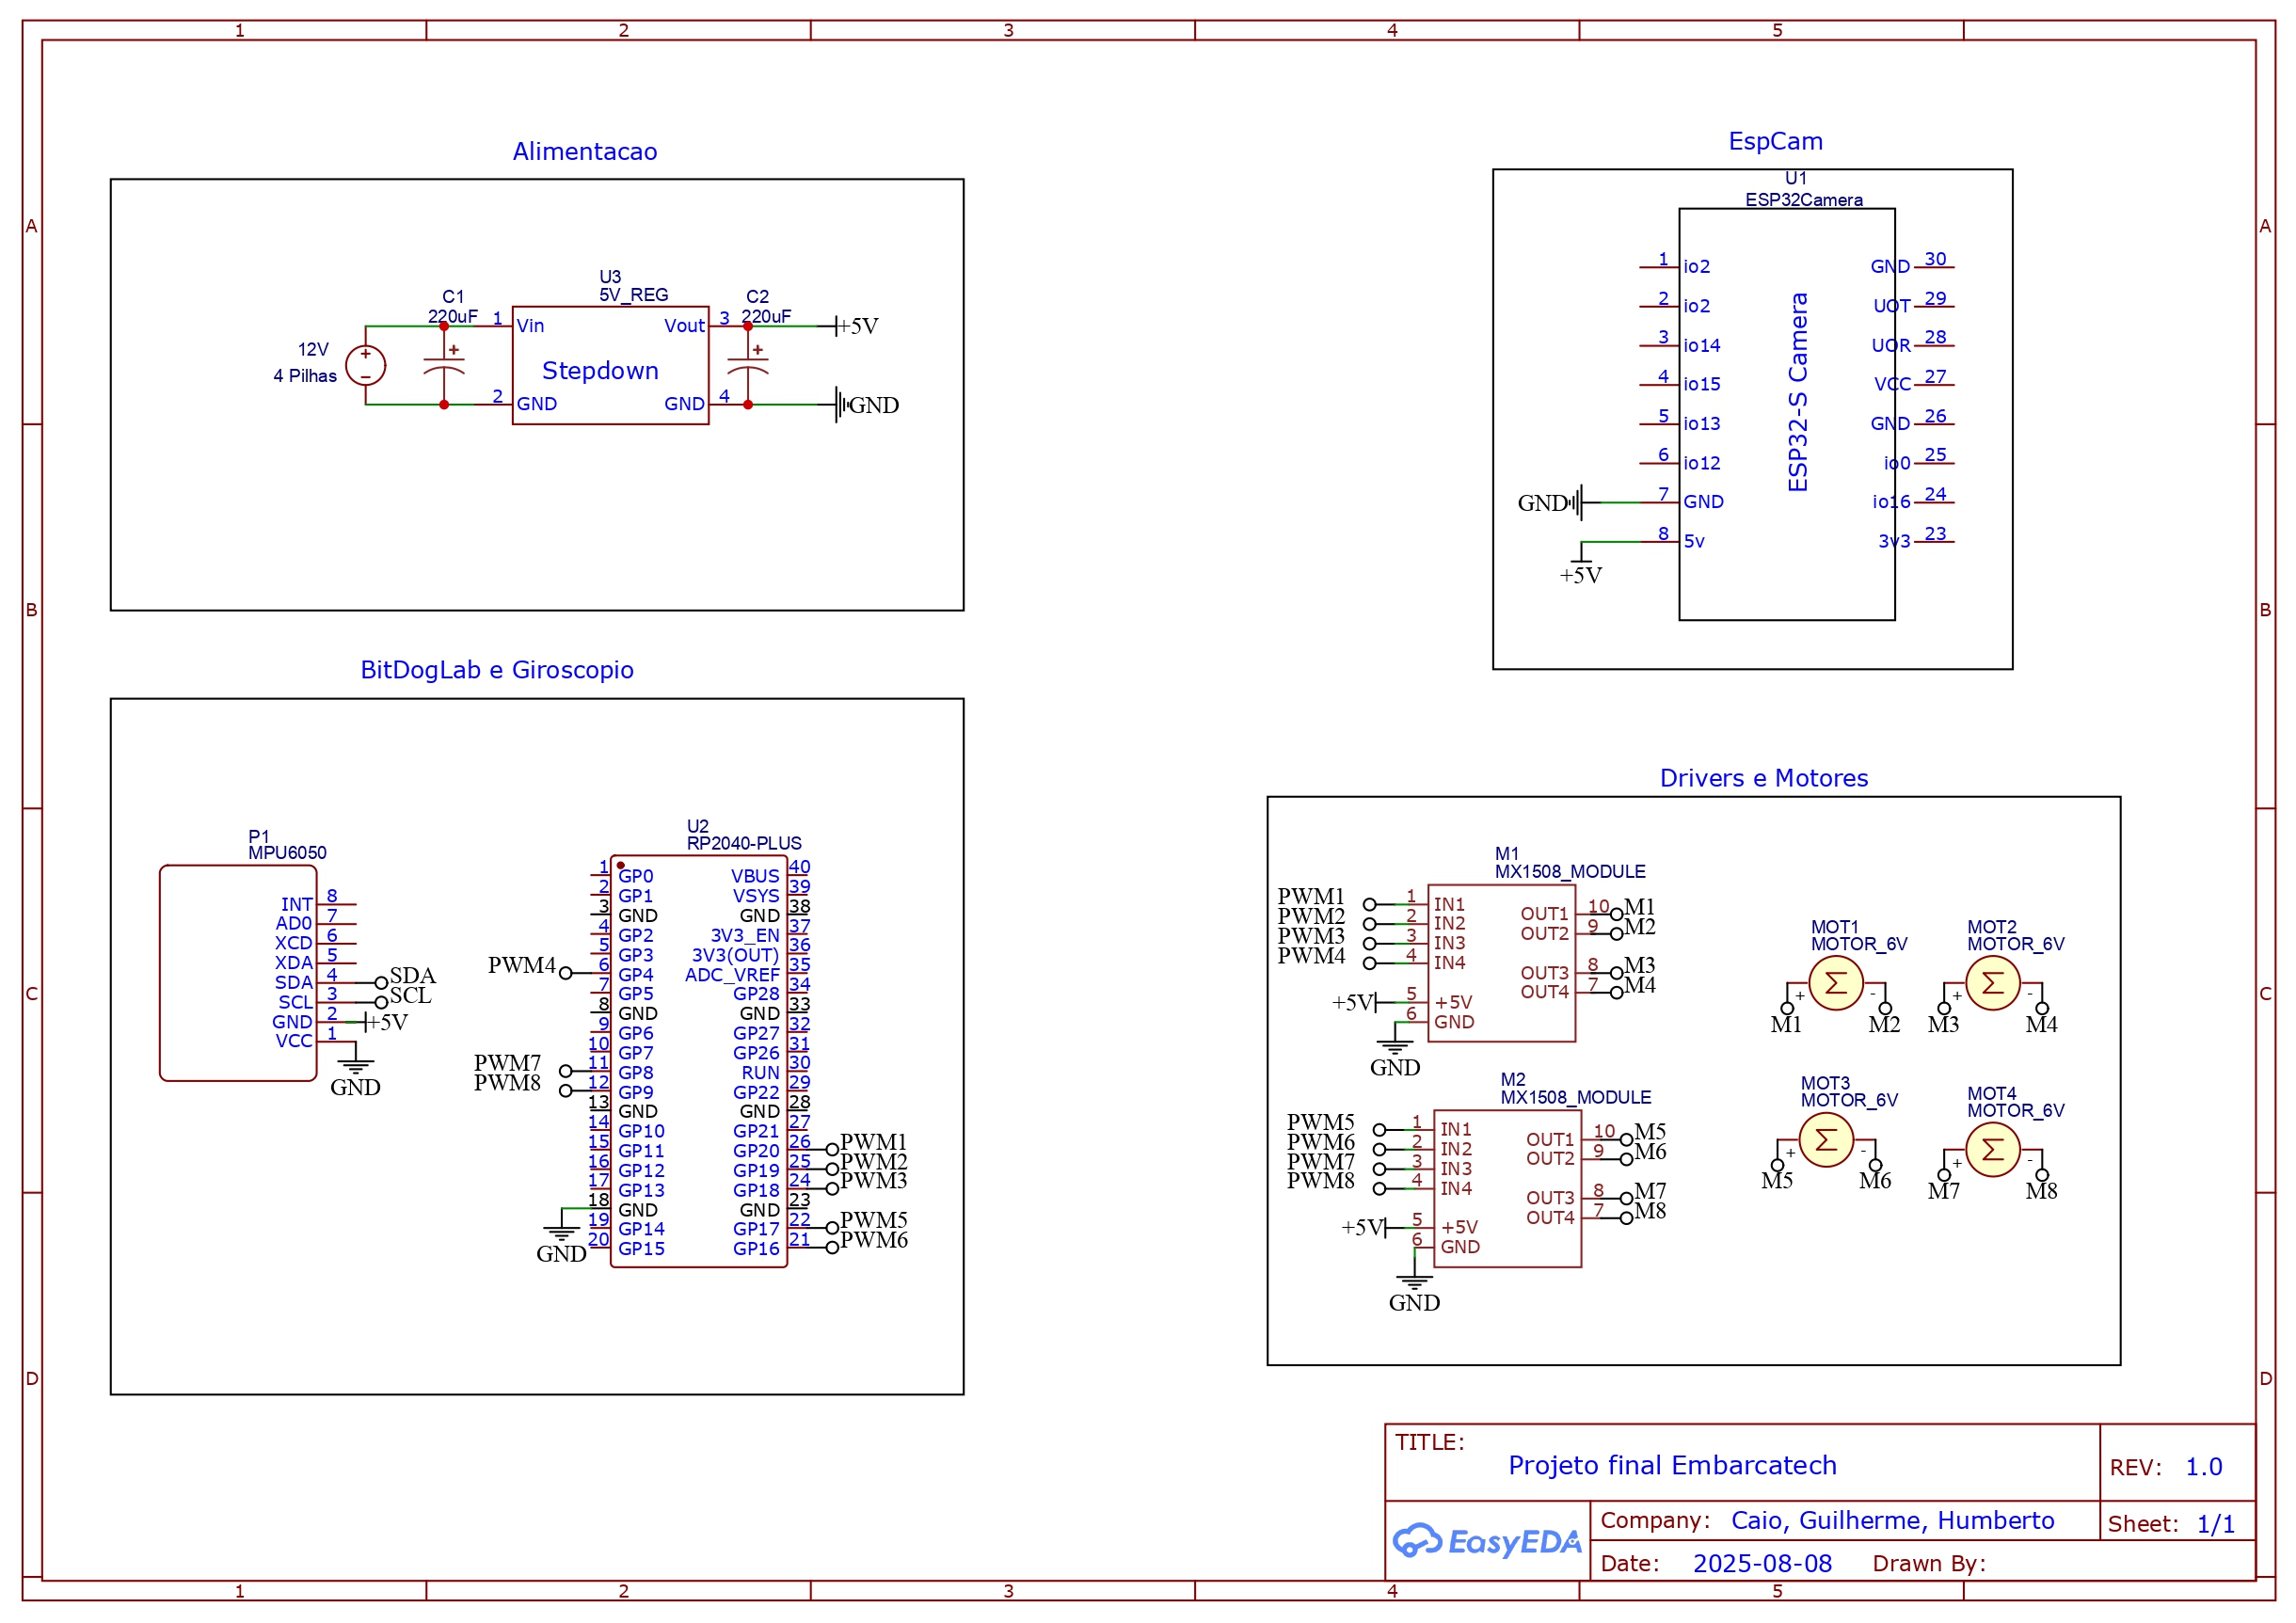 1 2 3 4 5
A
B
C
D
A
B
C
D
Alimentacao
12V
4 Pilhas
C1
220uF
U3
5V_REG
1 Vin
2 GND
Stepdown
Vout 3
GND 4
C2
220uF
+5V
GND
EspCam
U1
ESP32Camera
ESP32-S Camera
1 io2
2 io2
3 io14
4 io15
5 io13
6 io12
7 GND
8 5v
GND
+5V
GND 30
UOT 29
UOR 28
VCC 27
GND 26
io0 25
io16 24
3v3 23
BitDogLab e Giroscopio
P1
MPU6050
INT 8
AD0 7
XCD 6
XDA 5
SDA 4 SDA
SCL 3 SCL
GND 2 +5V
VCC 1
GND
U2
RP2040-PLUS
1 GP0
2 GP1
3 GND
4 GP2
5 GP3
PWM4 6 GP4
7 GP5
8 GND
9 GP6
10 GP7
PWM7 11 GP8
PWM8 12 GP9
13 GND
14 GP10
15 GP11
16 GP12
17 GP13
18 GND
19 GP14
20 GP15
GND
VBUS 40
VSYS 39
GND 38
3V3_EN 37
3V3(OUT) 36
ADC_VREF 35
GP28 34
GND 33
GP27 32
GP26 31
RUN 30
GP22 29
GND 28
GP21 27
GP20 26 PWM1
GP19 25 PWM2
GP18 24 PWM3
GND 23
GP17 22 PWM5
GP16 21 PWM6
Drivers e Motores
M1
MX1508_MODULE
PWM1 1 IN1
PWM2 2 IN2
PWM3 3 IN3
PWM4 4 IN4
+5V 5 +5V
6 GND
GND
OUT1 10 M1
OUT2 9 M2
OUT3 8 M3
OUT4 7 M4
M2
MX1508_MODULE
PWM5 1 IN1
PWM6 2 IN2
PWM7 3 IN3
PWM8 4 IN4
+5V 5 +5V
6 GND
GND
OUT1 10 M5
OUT2 9 M6
OUT3 8 M7
OUT4 7 M8
MOT1
MOTOR_6V
Σ
+ -
M1 M2
MOT2
MOTOR_6V
Σ
+ -
M3 M4
MOT3
MOTOR_6V
Σ
+ -
M5 M6
MOT4
MOTOR_6V
Σ
+ -
M7 M8
TITLE:
Projeto final Embarcatech
REV: 1.0
EasyEDA
Company: Caio, Guilherme, Humberto
Sheet: 1/1
Date: 2025-08-08 Drawn By:
1 2 3 4 5